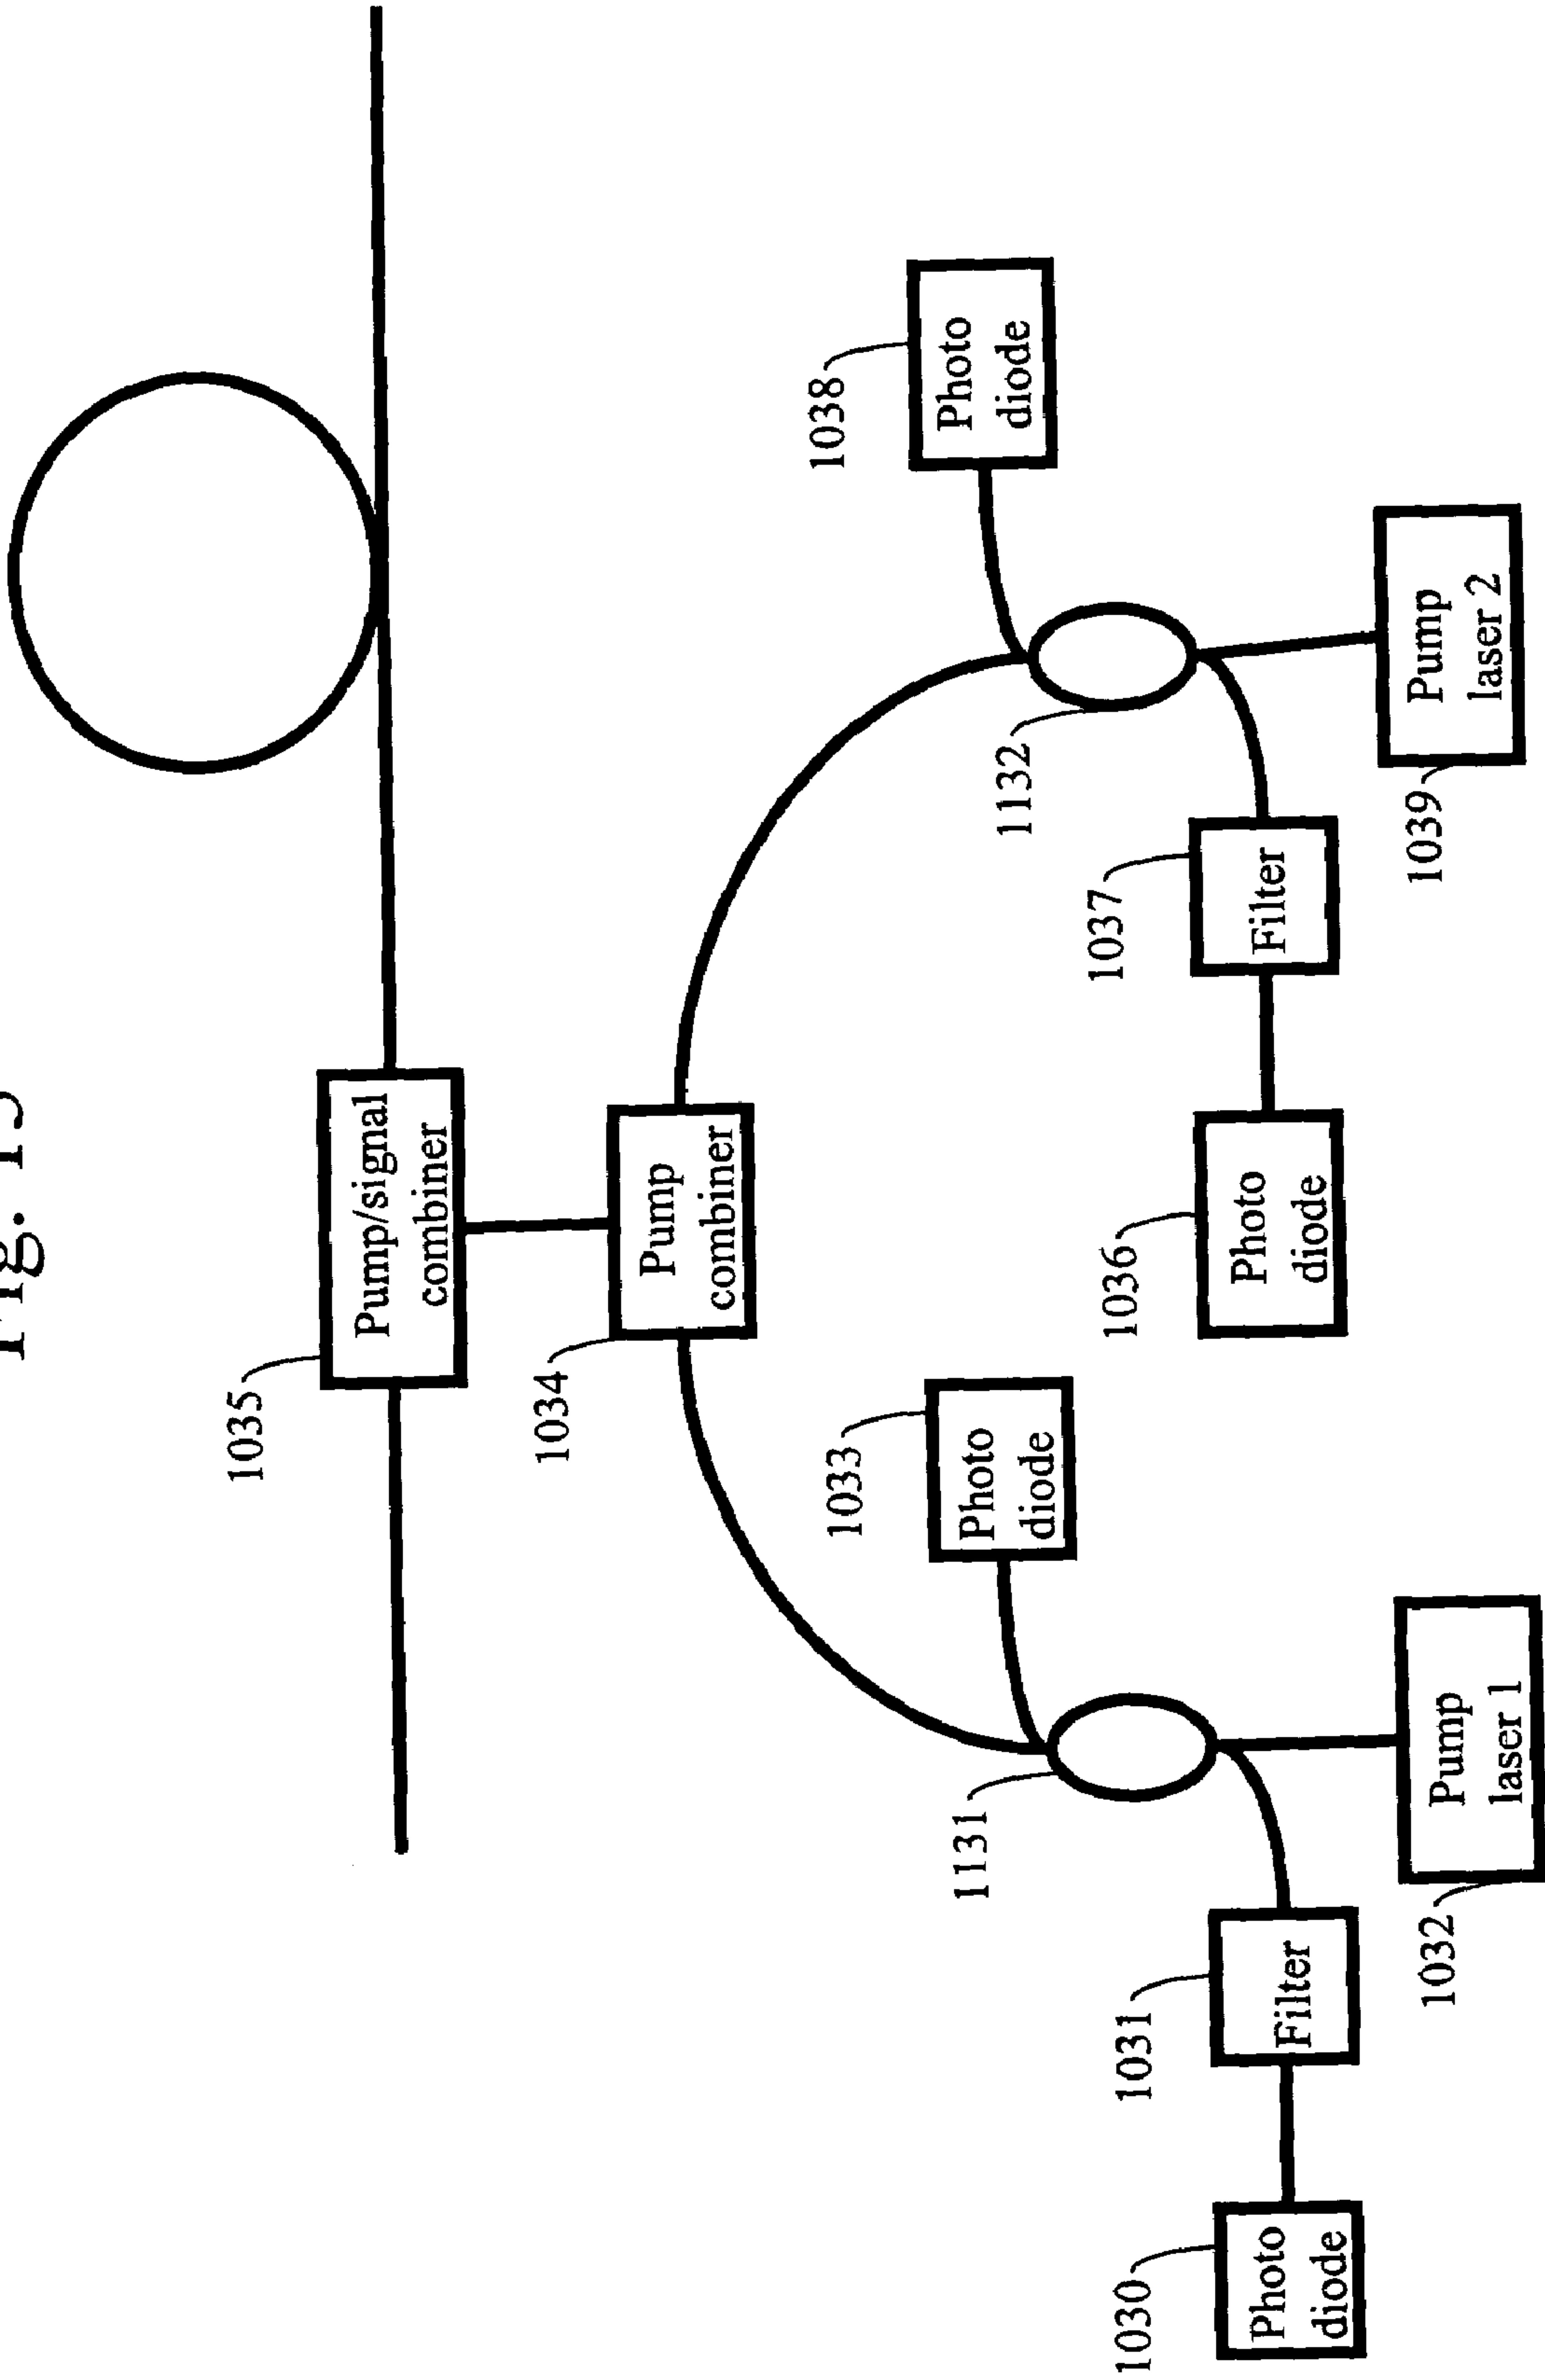 1035
Pump/signal
combiner
1034
Pump
combiner
1033
Photo
diode
1038
Photo
diode
1131
1132
1030
Photo
diode
1031
Filter
1032
Pump
laser 1
1036
Photo
diode
1037
Filter
1039
Pump
laser 2